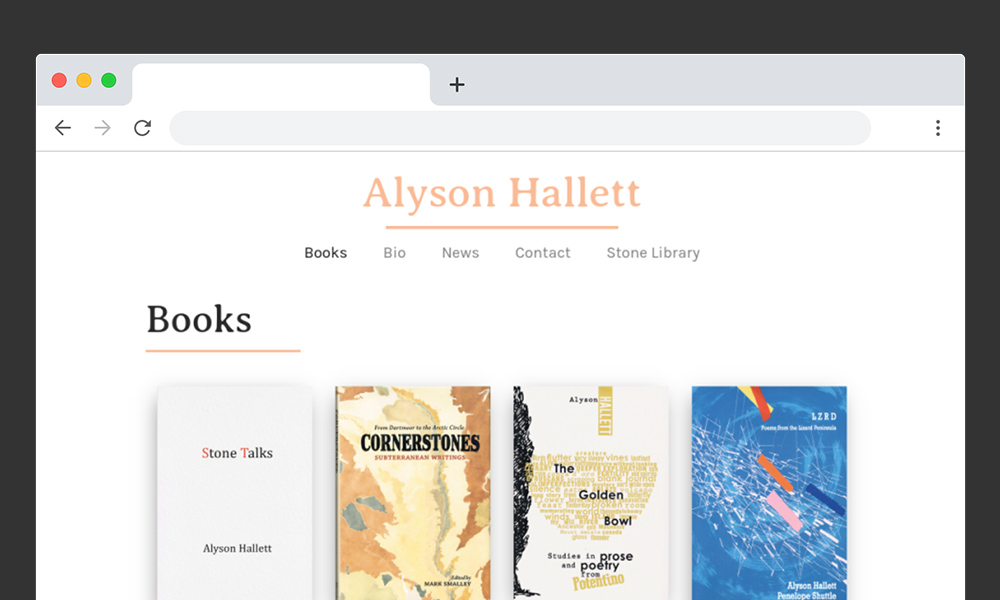 Alyson Hallett
Books Bio News Contact Stone Library
Books
Stone Talks
Alyson Hallett
From Dartmoor to the Arctic Circle
CORNERSTONES
SUBTERRANEAN WRITINGS
Edited by
MARK SMALLEY
Alyson
HALLETT
The
Golden
Bowl
Studies in prose
and poetry
from
Potentino
LZRD
Poems from the Lizard Peninsula
Alyson Hallett
Penelope Shuttle